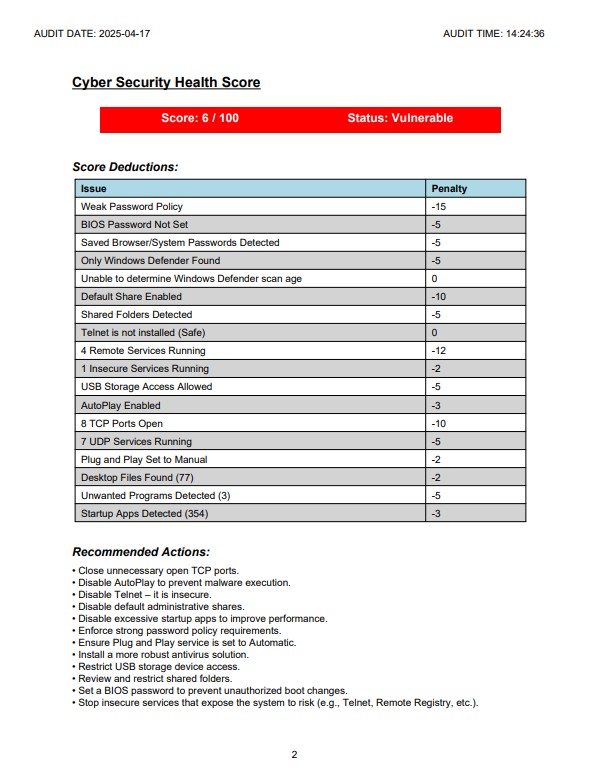 AUDIT DATE: 2025-04-17 AUDIT TIME: 14:24:36
Cyber Security Health Score
Score: 6 / 100 Status: Vulnerable
Score Deductions:
Issue Penalty
Weak Password Policy -15
BIOS Password Not Set -5
Saved Browser/System Passwords Detected -5
Only Windows Defender Found -5
Unable to determine Windows Defender scan age 0
Default Share Enabled -10
Shared Folders Detected -5
Telnet is not installed (Safe) 0
4 Remote Services Running -12
1 Insecure Services Running -2
USB Storage Access Allowed -5
AutoPlay Enabled -3
8 TCP Ports Open -10
7 UDP Services Running -5
Plug and Play Set to Manual -2
Desktop Files Found (77) -2
Unwanted Programs Detected (3) -5
Startup Apps Detected (354) -3
Recommended Actions:
• Close unnecessary open TCP ports.
• Disable AutoPlay to prevent malware execution.
• Disable Telnet – it is insecure.
• Disable default administrative shares.
• Disable excessive startup apps to improve performance.
• Enforce strong password policy requirements.
• Ensure Plug and Play service is set to Automatic.
• Install a more robust antivirus solution.
• Restrict USB storage device access.
• Review and restrict shared folders.
• Set a BIOS password to prevent unauthorized boot changes.
• Stop insecure services that expose the system to risk (e.g., Telnet, Remote Registry, etc.).
2